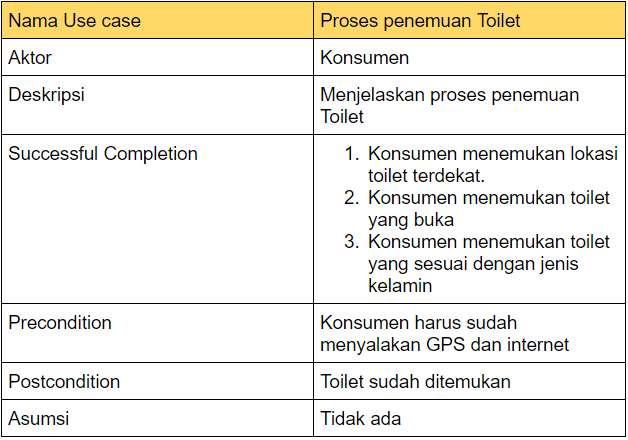 Nama Use case
Proses penemuan Toilet
Aktor
Konsumen
Deskripsi
Menjelaskan proses penemuan
Toilet
Successful Completion
1. Konsumen menemukan lokasi
toilet terdekat.
2. Konsumen menemukan toilet
yang buka
3. Konsumen menemukan toilet
yang sesuai dengan jenis
kelamin
Precondition
Konsumen harus sudah
menyalakan GPS dan internet
Postcondition
Toilet sudah ditemukan
Asumsi
Tidak ada